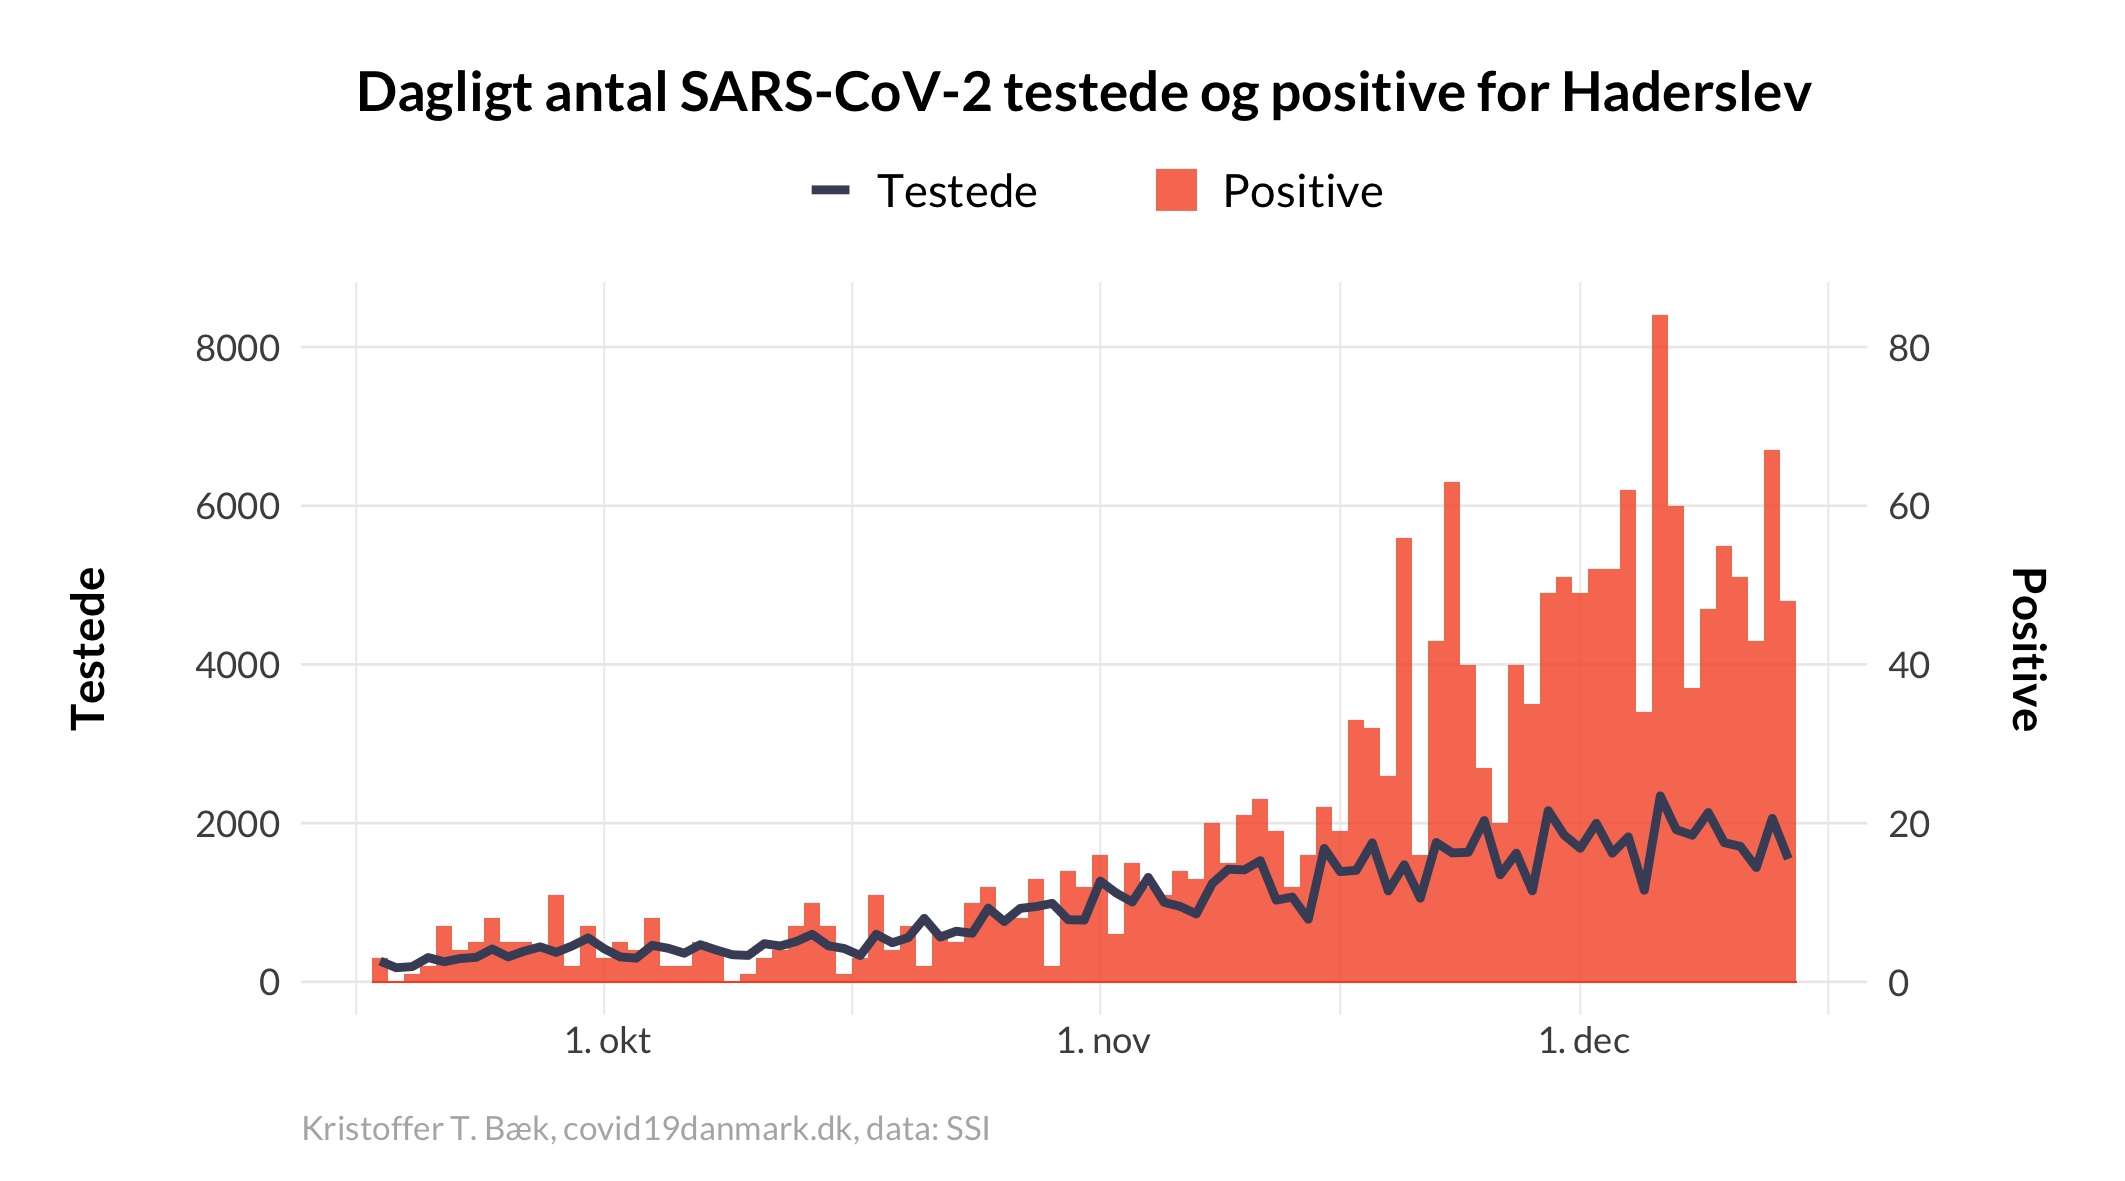 Dagligt antal SARS-CoV-2 testede og positive for Haderslev
Testede
Positive
8000
6000
4000
2000
0
Testede
80
60
40
20
0
Positive
1. okt
1. nov
1. dec
Kristoffer T. Bæk, covid19danmark.dk, data: SSI